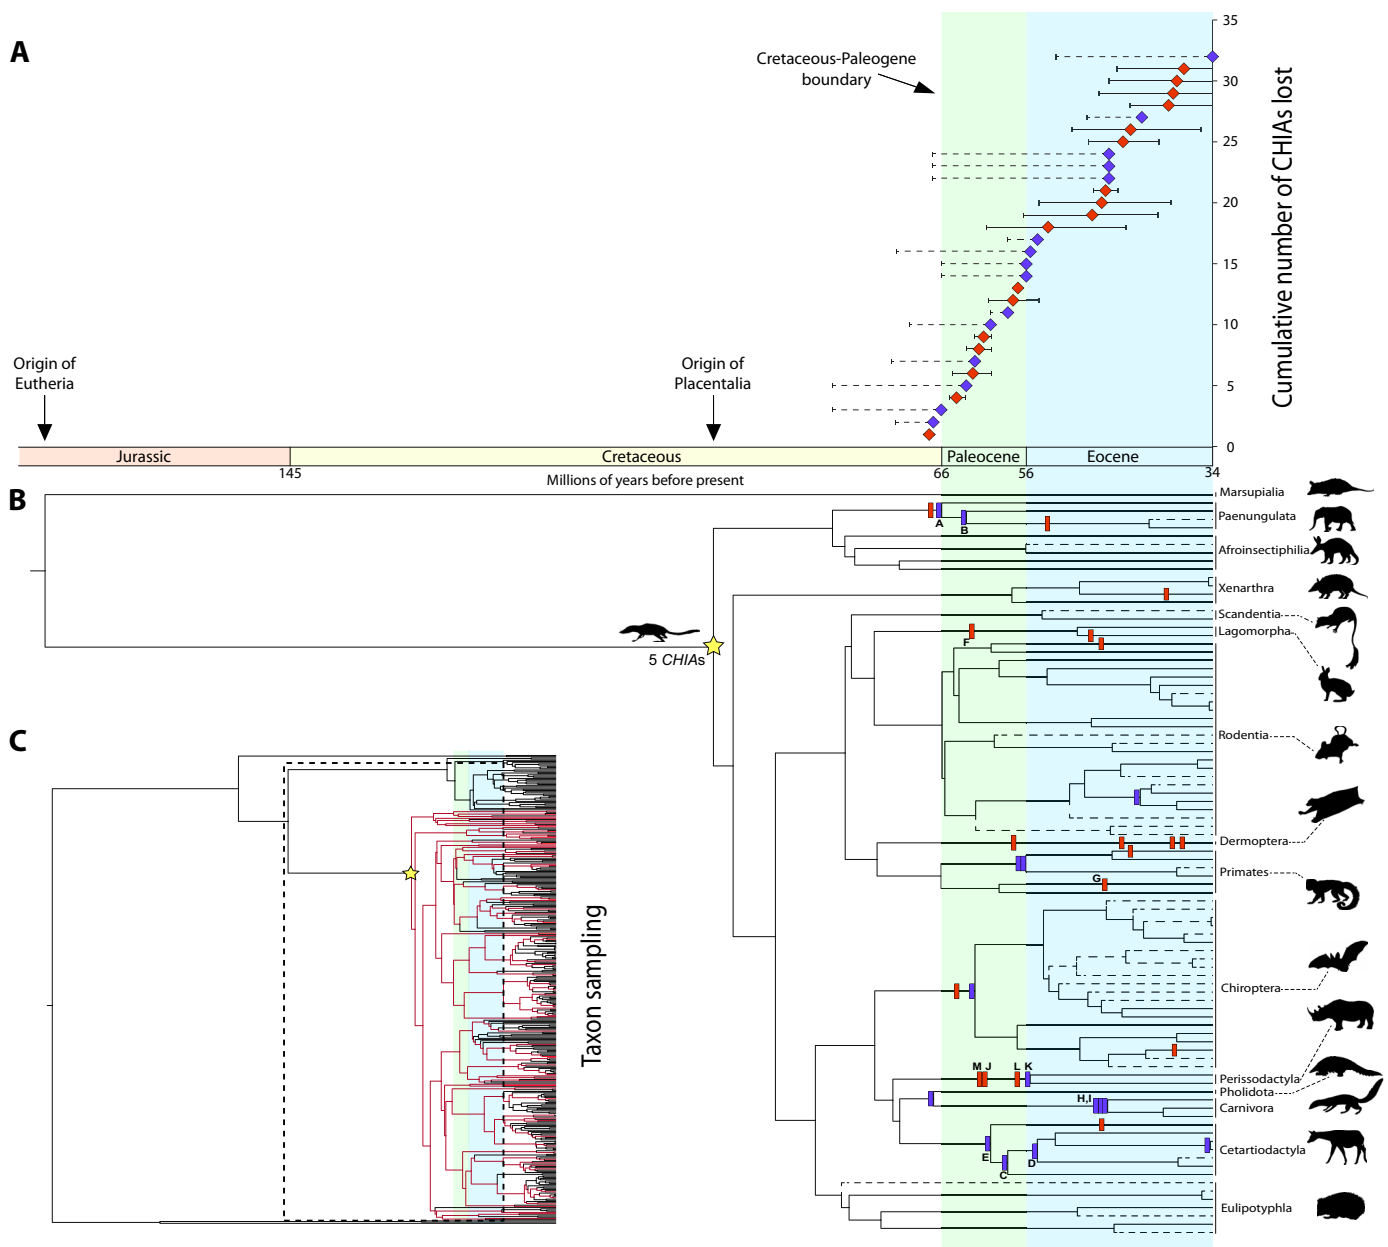 A
Cretaceous-Paleogene
boundary
35
30
25
20
15
10
5
0
Cumulative number of CHIAs lost
Origin of
Eutheria
Origin of
Placentalia
Jurassic
Cretaceous
Paleocene
Eocene
145
66
56
34
Millions of years before present
B
Marsupialia
Paenungulata
A
B
Afroinsectiphilia
Xenarthra
Scandentia
Lagomorpha
F
5 CHIAs
Rodentia
Dermoptera
Primates
G
Chiroptera
M J L K
Perissodactyla
Pholidota
H,I
Carnivora
Cetartiodactyla
E
C
D
Eulipotyphla
C
Taxon sampling